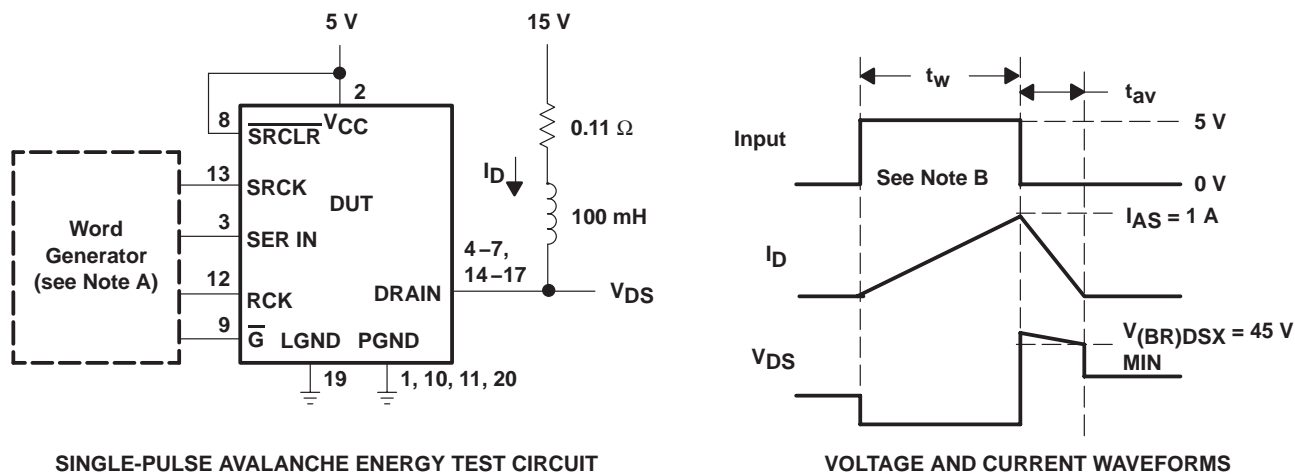 5 V
15 V
2
8
SRCLR
VCC
0.11 Ω
ID
13
SRCK
DUT
100 mH
Word
Generator
(see Note A)
3
SER IN
4–7,
14–17
12
RCK
DRAIN
VDS
9
G
LGND
PGND
19
1, 10, 11, 20
SINGLE-PULSE AVALANCHE ENERGY TEST CIRCUIT
tw
tav
Input
5 V
See Note B
0 V
IAS = 1 A
ID
V(BR)DSX = 45 V
MIN
VDS
VOLTAGE AND CURRENT WAVEFORMS